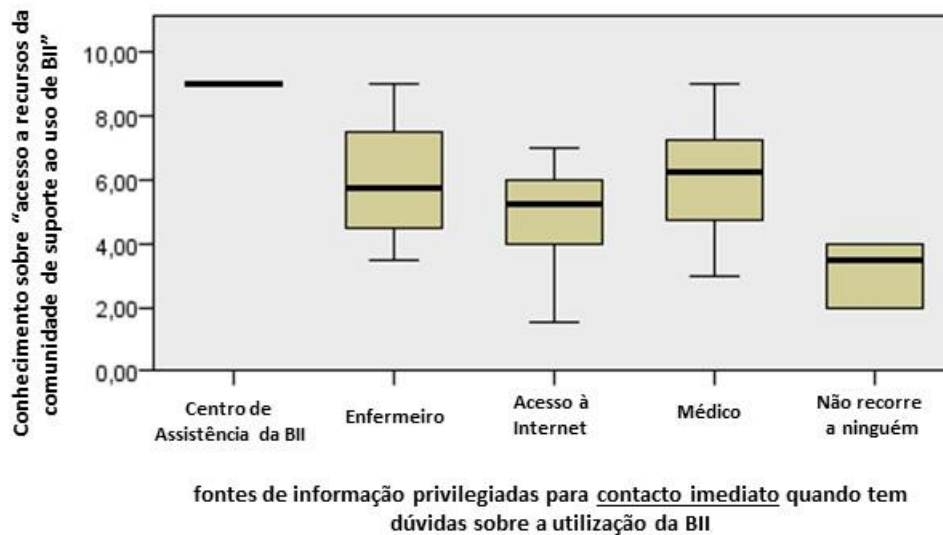 Conhecimento sobre “acesso a recursos da
comunidade de suporte ao uso de BII”
10,00
8,00
6,00
4,00
2,00
0,00
Centro de
Assistência da BII
Enfermeiro
Acesso à
Internet
Médico
Não recorre
a ninguém
fontes de informação privilegiadas para contacto imediato quando tem
dúvidas sobre a utilização da BII